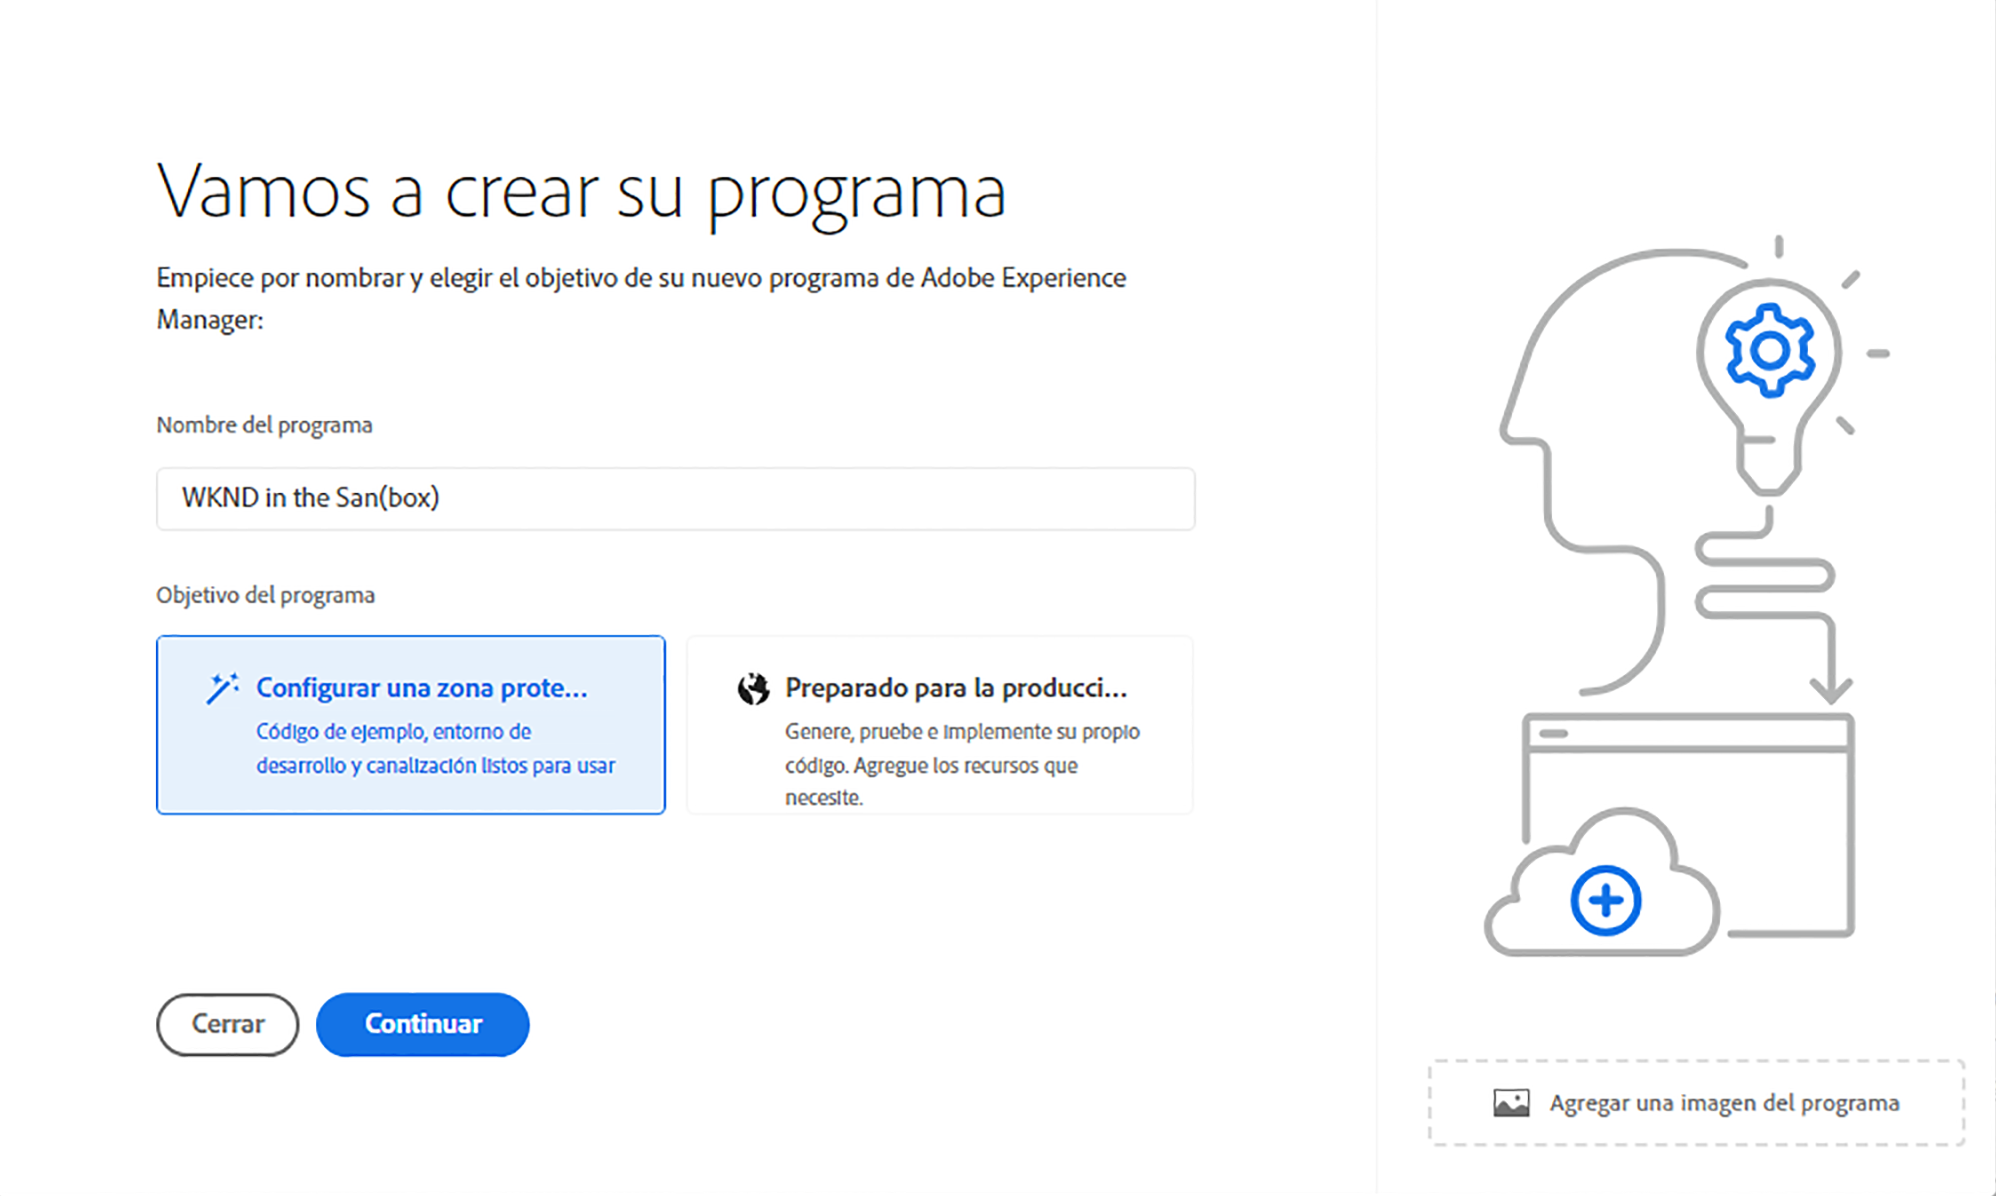 Vamos a crear su programa
Empiece por nombrar y elegir el objetivo de su nuevo programa de Adobe Experience
Manager:
Nombre del programa
WKND in the San(box)
Objetivo del programa
Configurar una zona prote...
Código de ejemplo, entorno de
desarrollo y canalización listos para usar
Preparado para la producci...
Genere, pruebe e implemente su propio
código. Agregue los recursos que
necesite.
Cerrar
Continuar
Agregar una imagen del programa